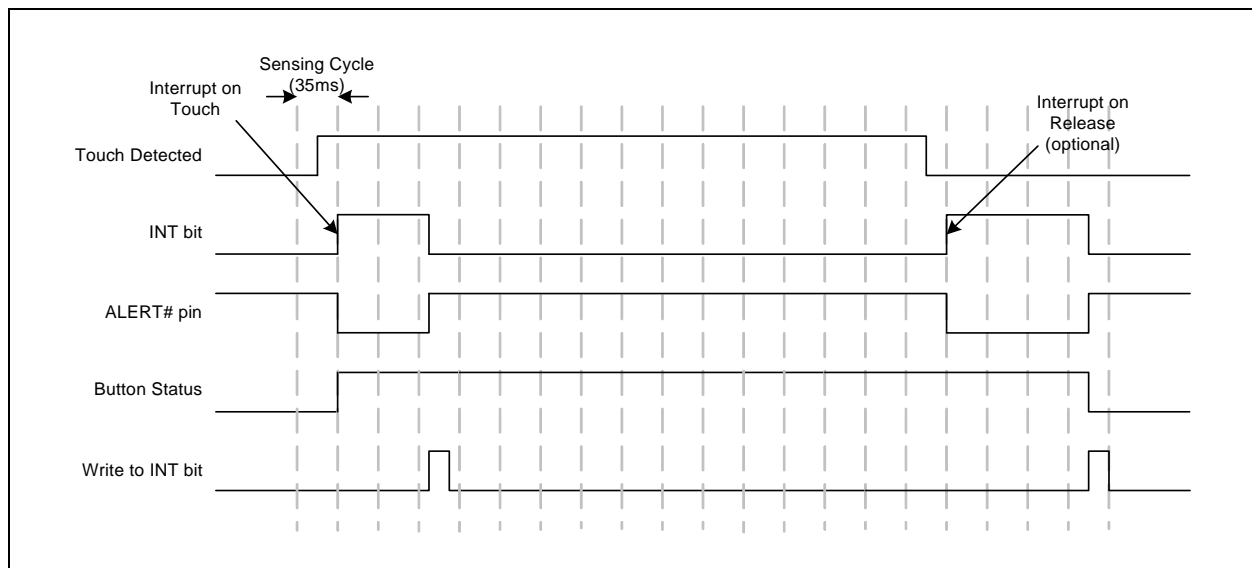 Sensing Cycle
(35ms)
Interrupt on
Touch
Interrupt on
Release
(optional)
Touch Detected
INT bit
ALERT# pin
Button Status
Write to INT bit